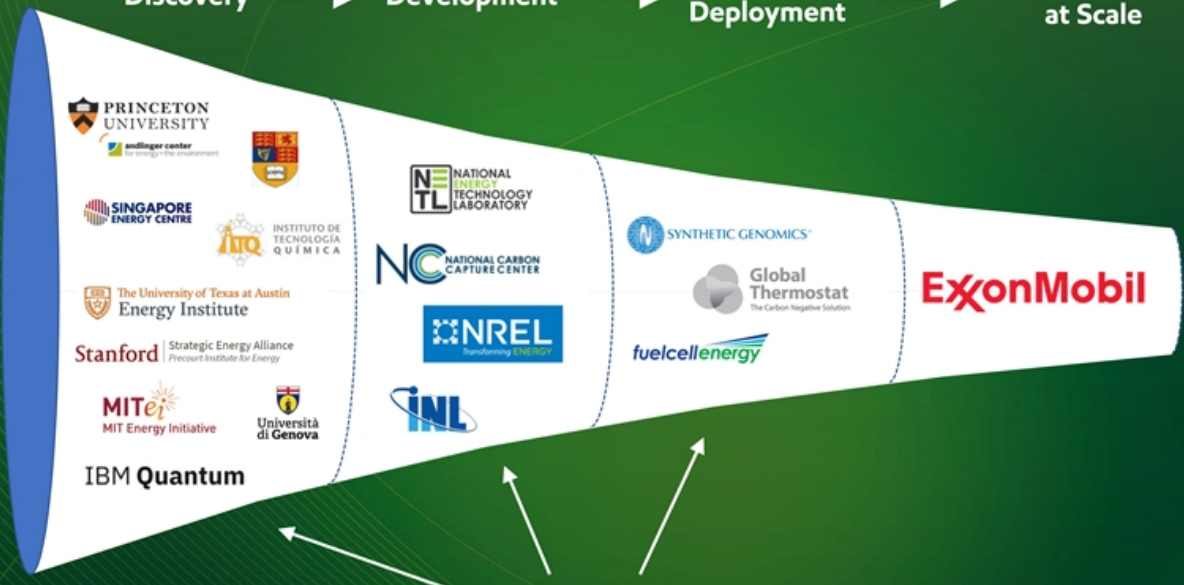 Discovery
Development
Deployment
at Scale
PRINCETON
UNIVERSITY
andlinger center
for energy+the environment
SINGAPORE
ENERGY CENTRE
iTQ
INSTITUTO DE
TECNOLOGÍA
QUÍMICA
The University of Texas at Austin
Energy Institute
Stanford
Strategic Energy Alliance
Precourt Institute for Energy
MITei
MIT Energy Initiative
Università
di Genova
IBM Quantum
NE
TL
NATIONAL
ENERGY
TECHNOLOGY
LABORATORY
NCC
NATIONAL CARBON
CAPTURE CENTER
NREL
Transforming ENERGY
iNL
SYNTHETIC GENOMICS
Global
Thermostat
The Carbon Negative Solution
fuelcellenergy
ExxonMobil